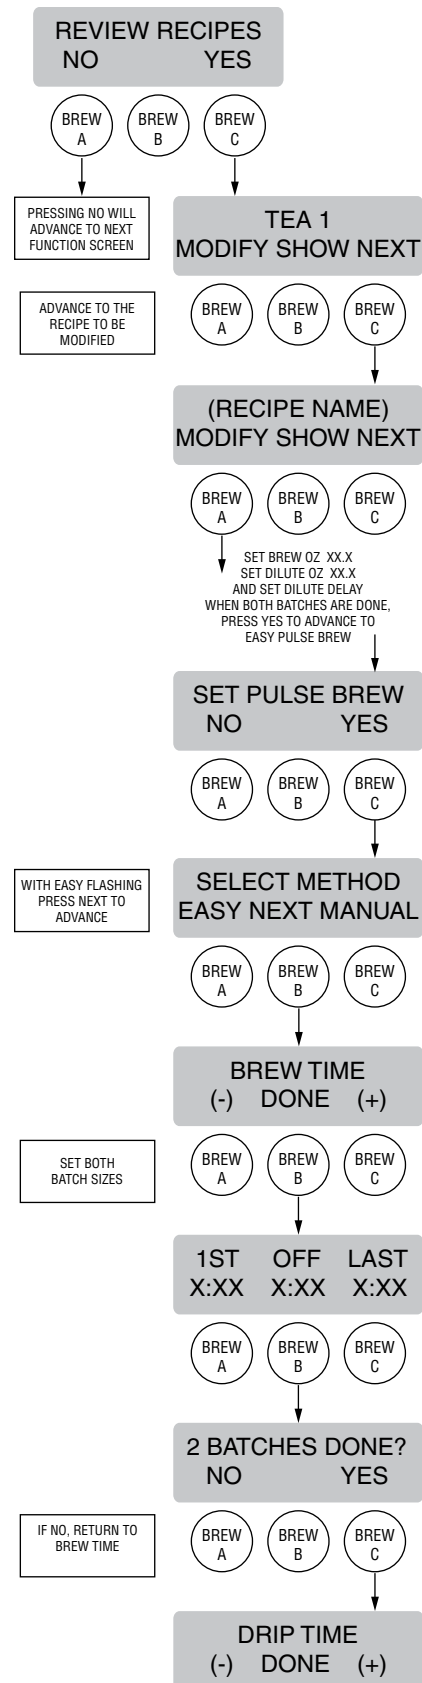 REVIEW RECIPES
NO YES
BREW BREW BREW
A B C
PRESSING NO WILL
ADVANCE TO NEXT
FUNCTION SCREEN
TEA 1
MODIFY SHOW NEXT
ADVANCE TO THE
RECIPE TO BE
MODIFIED
BREW BREW BREW
A B C
(RECIPE NAME)
MODIFY SHOW NEXT
BREW BREW BREW
A B C
SET BREW OZ XX.X
SET DILUTE OZ XX.X
AND SET DILUTE DELAY
WHEN BOTH BATCHES ARE DONE,
PRESS YES TO ADVANCE TO
EASY PULSE BREW
SET PULSE BREW
NO YES
BREW BREW BREW
A B C
WITH EASY FLASHING
PRESS NEXT TO
ADVANCE
SELECT METHOD
EASY NEXT MANUAL
BREW BREW BREW
A B C
BREW TIME
(-) DONE (+)
SET BOTH
BATCH SIZES
BREW BREW BREW
A B C
1ST OFF LAST
X:XX X:XX X:XX
BREW BREW BREW
A B C
2 BATCHES DONE?
NO YES
IF NO, RETURN TO
BREW TIME
BREW BREW BREW
A B C
DRIP TIME
(-) DONE (+)